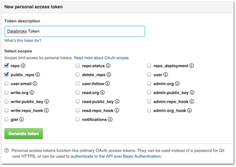 New personal access token
Token description
Databricks Token
What's this token for?
Select scopes
Scopes limit access for personal tokens. Read more about OAuth scopes.
repo repo:status repo_deployment
public_repo delete_repo user
user:email user:follow admin:org
write:org read:org admin:public_key
write:public_key read:public_key admin:repo_hook
write:repo_hook read:repo_hook admin:org_hook
gist notifications
Generate token
Personal access tokens function like ordinary OAuth access tokens. They can be used instead of a password for Git
over HTTPS, or can be used to authenticate to the API over Basic Authentication.